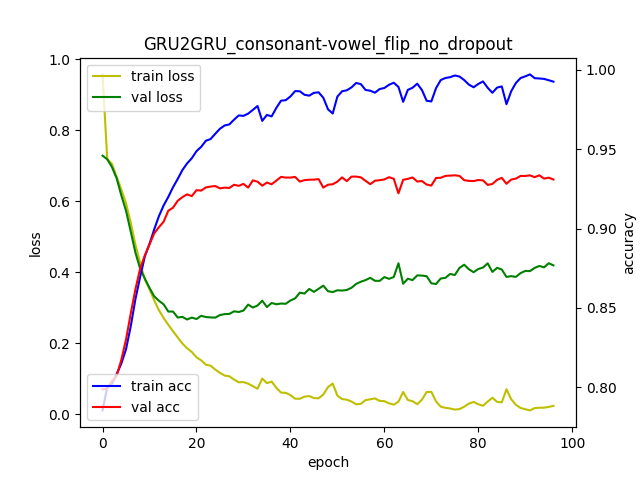 GRU2GRU_consonant-vowel_flip_no_dropout
train loss
val loss
train acc
val acc
loss
1.0
0.8
0.6
0.4
0.2
0.0
accuracy
1.00
0.95
0.90
0.85
0.80
0 20 40 60 80 100
epoch